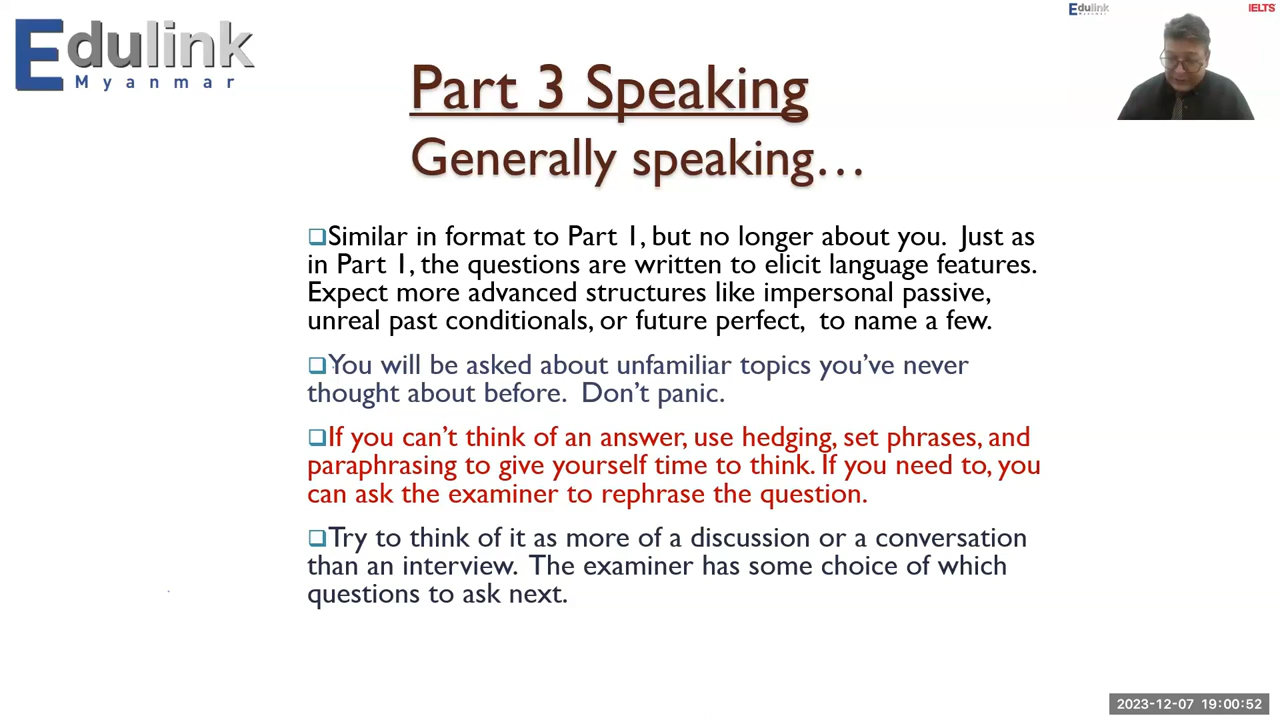 Edulink
Myanmar
Edulink
Myanmar
IELTS
Part 3 Speaking
Generally speaking…
Similar in format to Part 1, but no longer about you. Just as
in Part 1, the questions are written to elicit language features.
Expect more advanced structures like impersonal passive,
unreal past conditionals, or future perfect, to name a few.
You will be asked about unfamiliar topics you've never
thought about before. Don't panic.
If you can't think of an answer, use hedging, set phrases, and
paraphrasing to give yourself time to think. If you need to, you
can ask the examiner to rephrase the question.
Try to think of it as more of a discussion or a conversation
than an interview. The examiner has some choice of which
questions to ask next.
2023-12-07 19:00:52